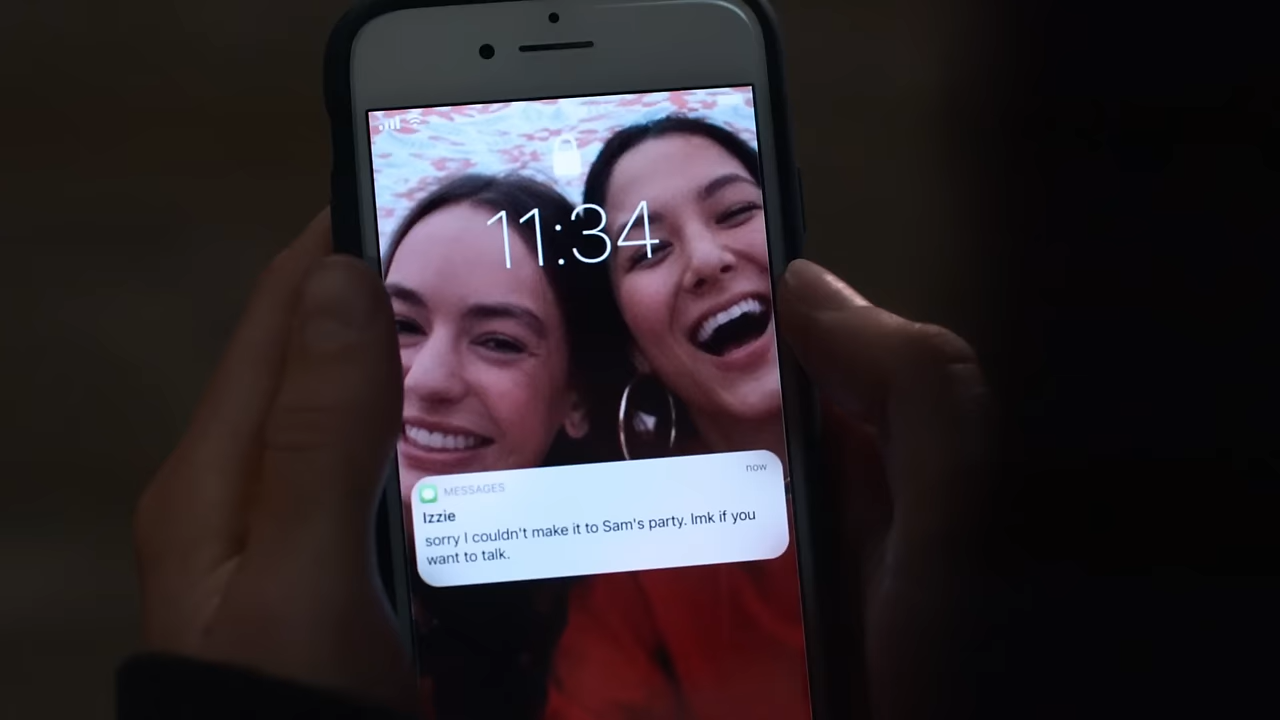 11:34
MESSAGES
now
Izzie
sorry I couldn't make it to Sam's party. lmk if you
want to talk.